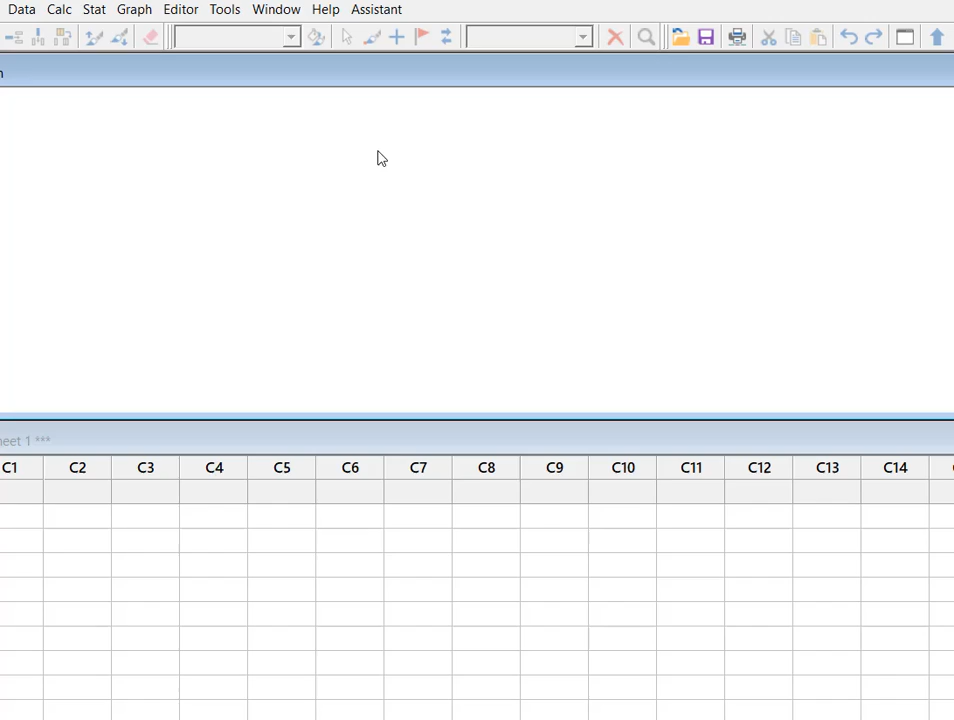 Data Calc Stat Graph Editor Tools Window Help Assistant
n
eet 1 ***
C1 C2 C3 C4 C5 C6 C7 C8 C9 C10 C11 C12 C13 C14